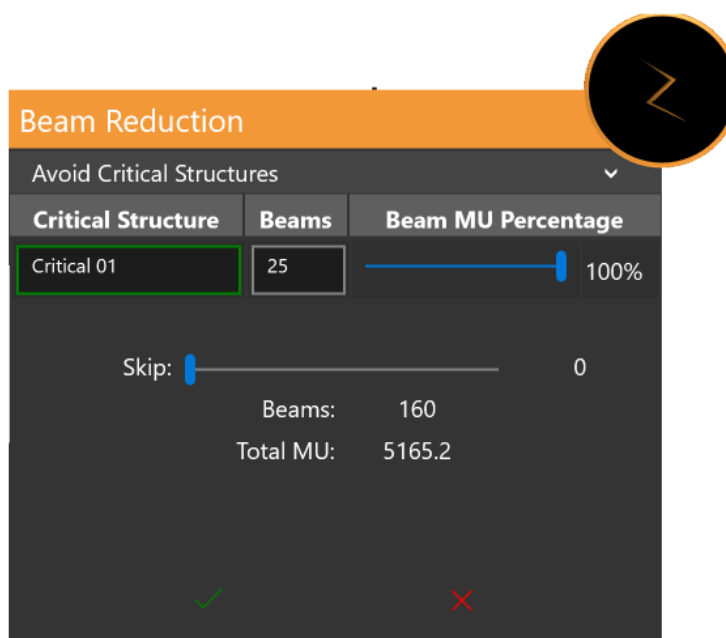 Beam Reduction
Avoid Critical Structures
Critical Structure Beams Beam MU Percentage
Critical 01 25 100%
Skip: 0
Beams: 160
Total MU: 5165.2